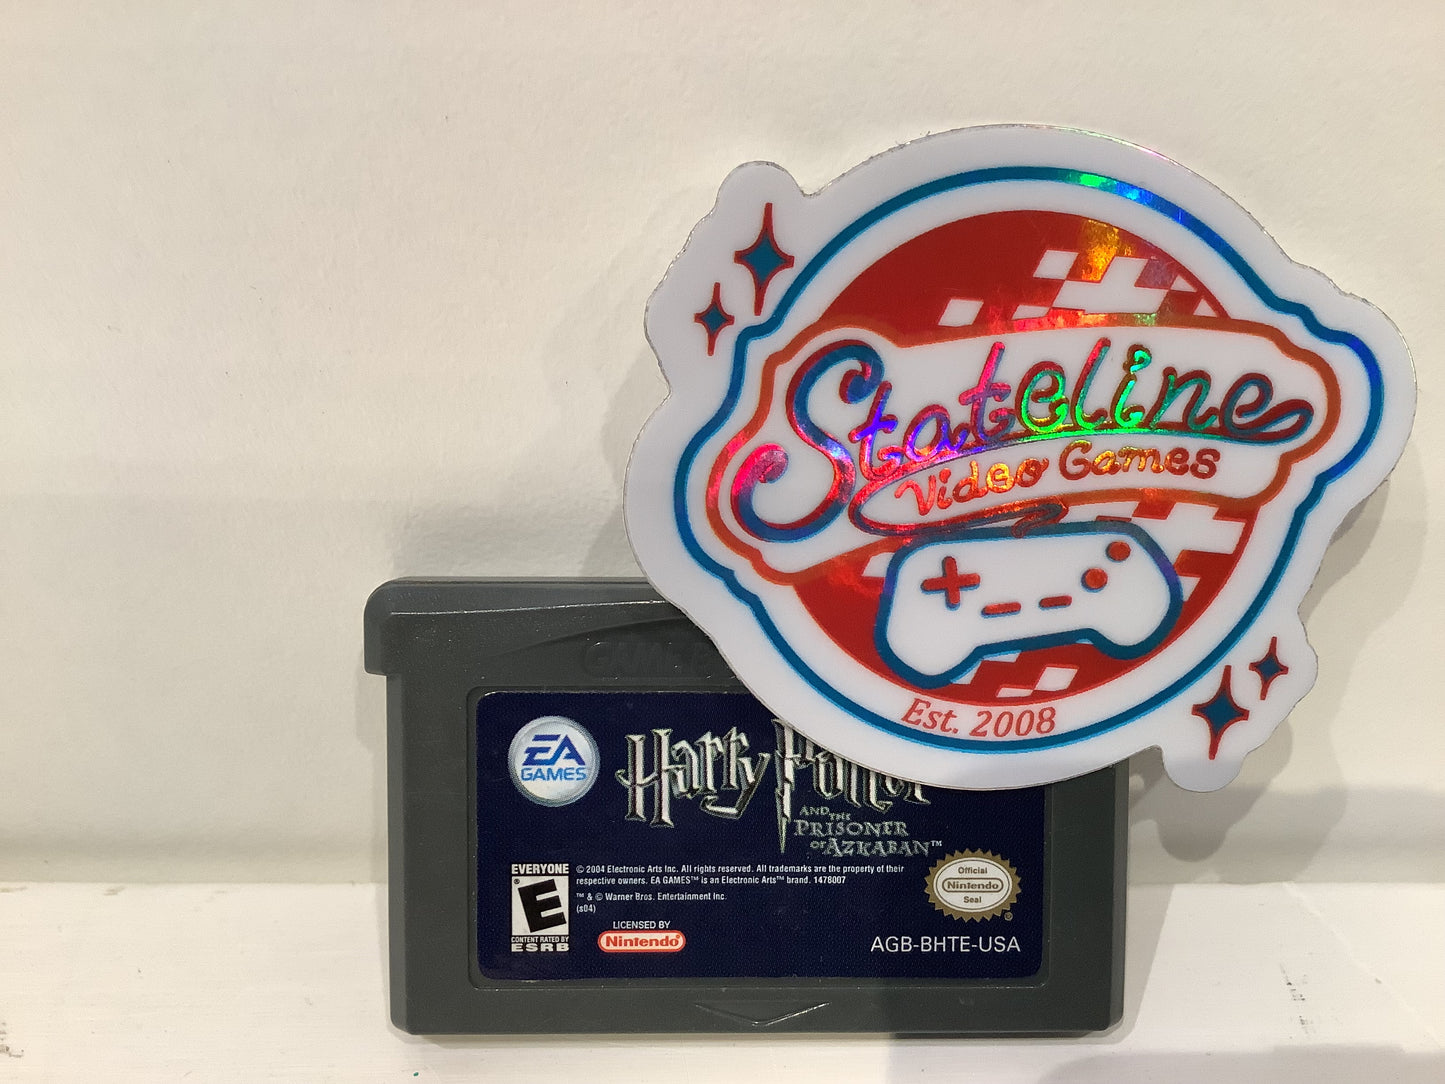 Stateline
Video Games
Est. 2008
GAME B
EA
GAMES
Harry Potter
AND THE
PRISONER
OF AZKABAN™
EVERYONE
E
®
CONTENT RATED BY
ESRB
© 2004 Electronic Arts Inc. All rights reserved. All trademarks are the property of their
respective owners. EA GAMES™ is an Electronic Arts™ brand. 1478007
™ & © Warner Bros. Entertainment Inc.
(s04)
LICENSED BY
Nintendo
Official
Nintendo
Seal
®
AGB-BHTE-USA